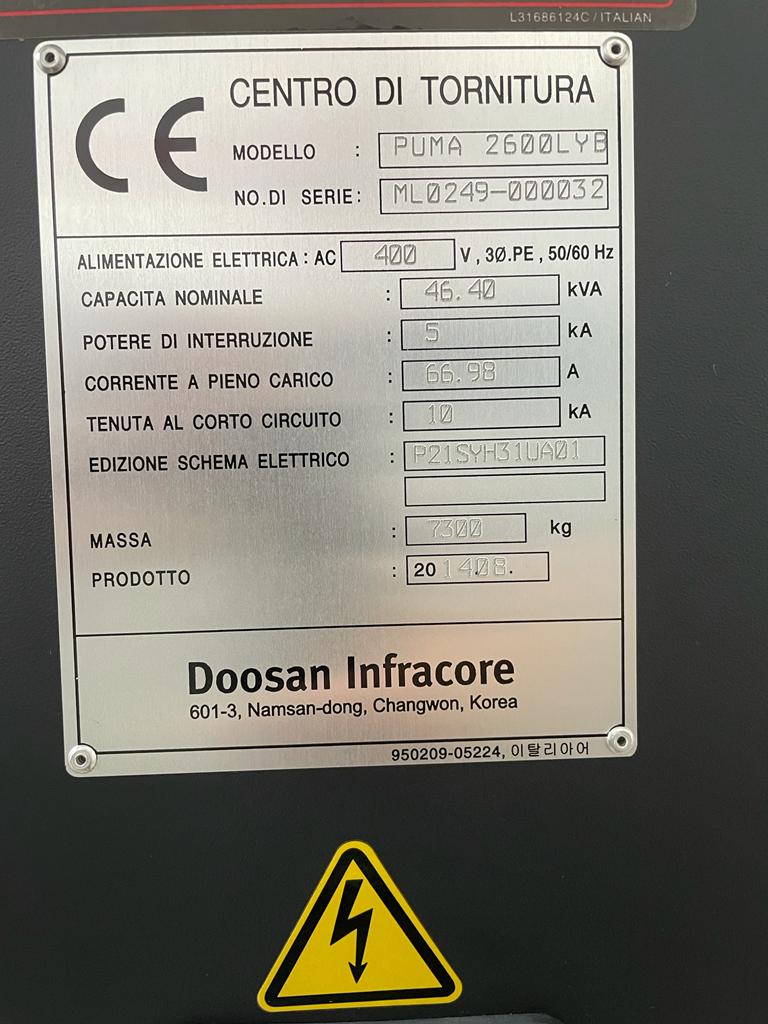 L31686124C / ITALIAN
CE
CENTRO DI TORNITURA
MODELLO : PUMA 2600LYB
NO.DI SERIE: ML0249-000032
ALIMENTAZIONE ELETTRICA : AC 400 V , 3Ø.PE , 50/60 Hz
CAPACITA NOMINALE : 46.40 kVA
POTERE DI INTERRUZIONE : 5 kA
CORRENTE A PIENO CARICO : 66.98 A
TENUTA AL CORTO CIRCUITO : 10 kA
EDIZIONE SCHEMA ELETTRICO : P21SYH31UA01
MASSA : 7300 kg
PRODOTTO : 201408.
Doosan Infracore
601-3, Namsan-dong, Changwon, Korea
950209-05224, 이탈리아어